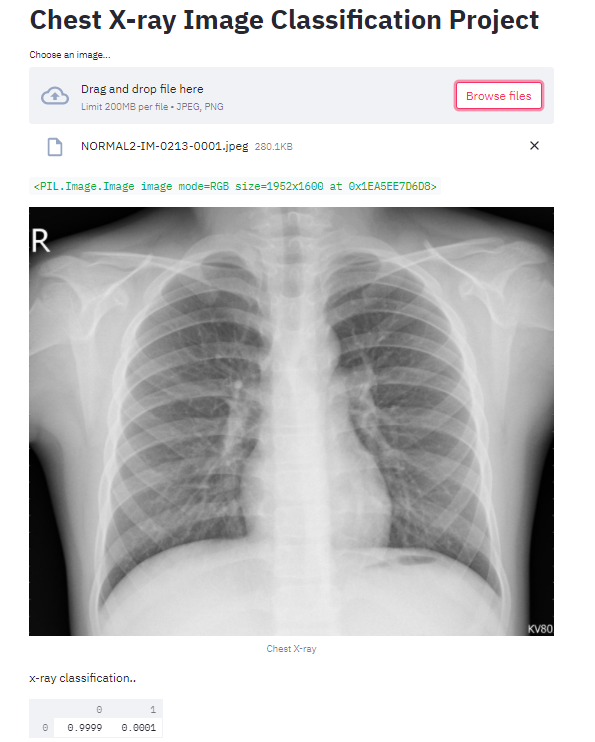 Chest X-ray Image Classification Project
Choose an image...
Drag and drop file here
Limit 200MB per file • JPEG, PNG
Browse files
NORMAL2-IM-0213-0001.jpeg 280.1KB ×
<PIL.Image.Image image mode=RGB size=1952x1600 at 0x1EA5EE7D6D8>
R
KV80
Chest X-ray
x-ray classification..
0 1
0 0.9999 0.0001